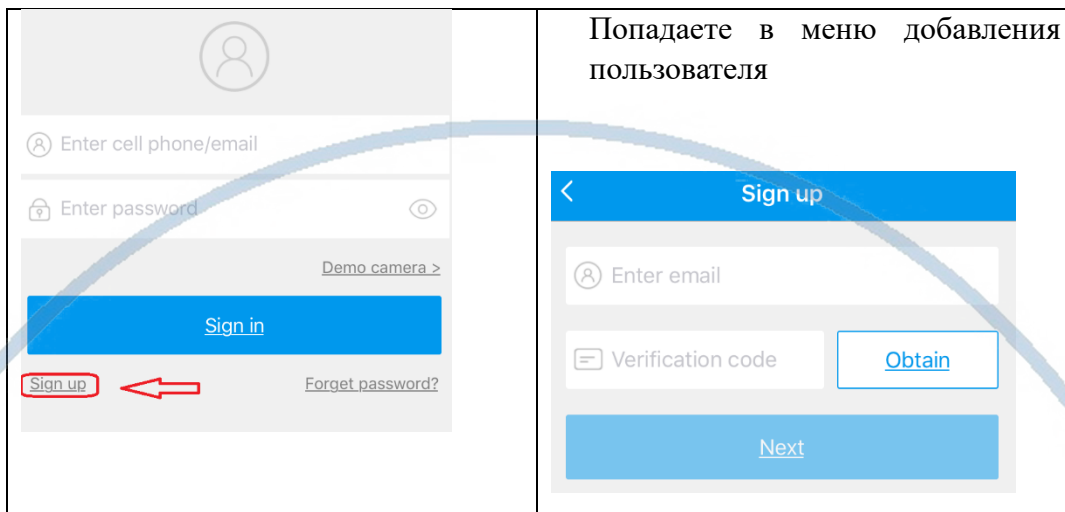 Enter cell phone/email
Enter password
Demo camera >
Sign in
Sign up
Forget password?
Попадаете в меню добавления
пользователя
Sign up
Enter email
Verification code
Obtain
Next